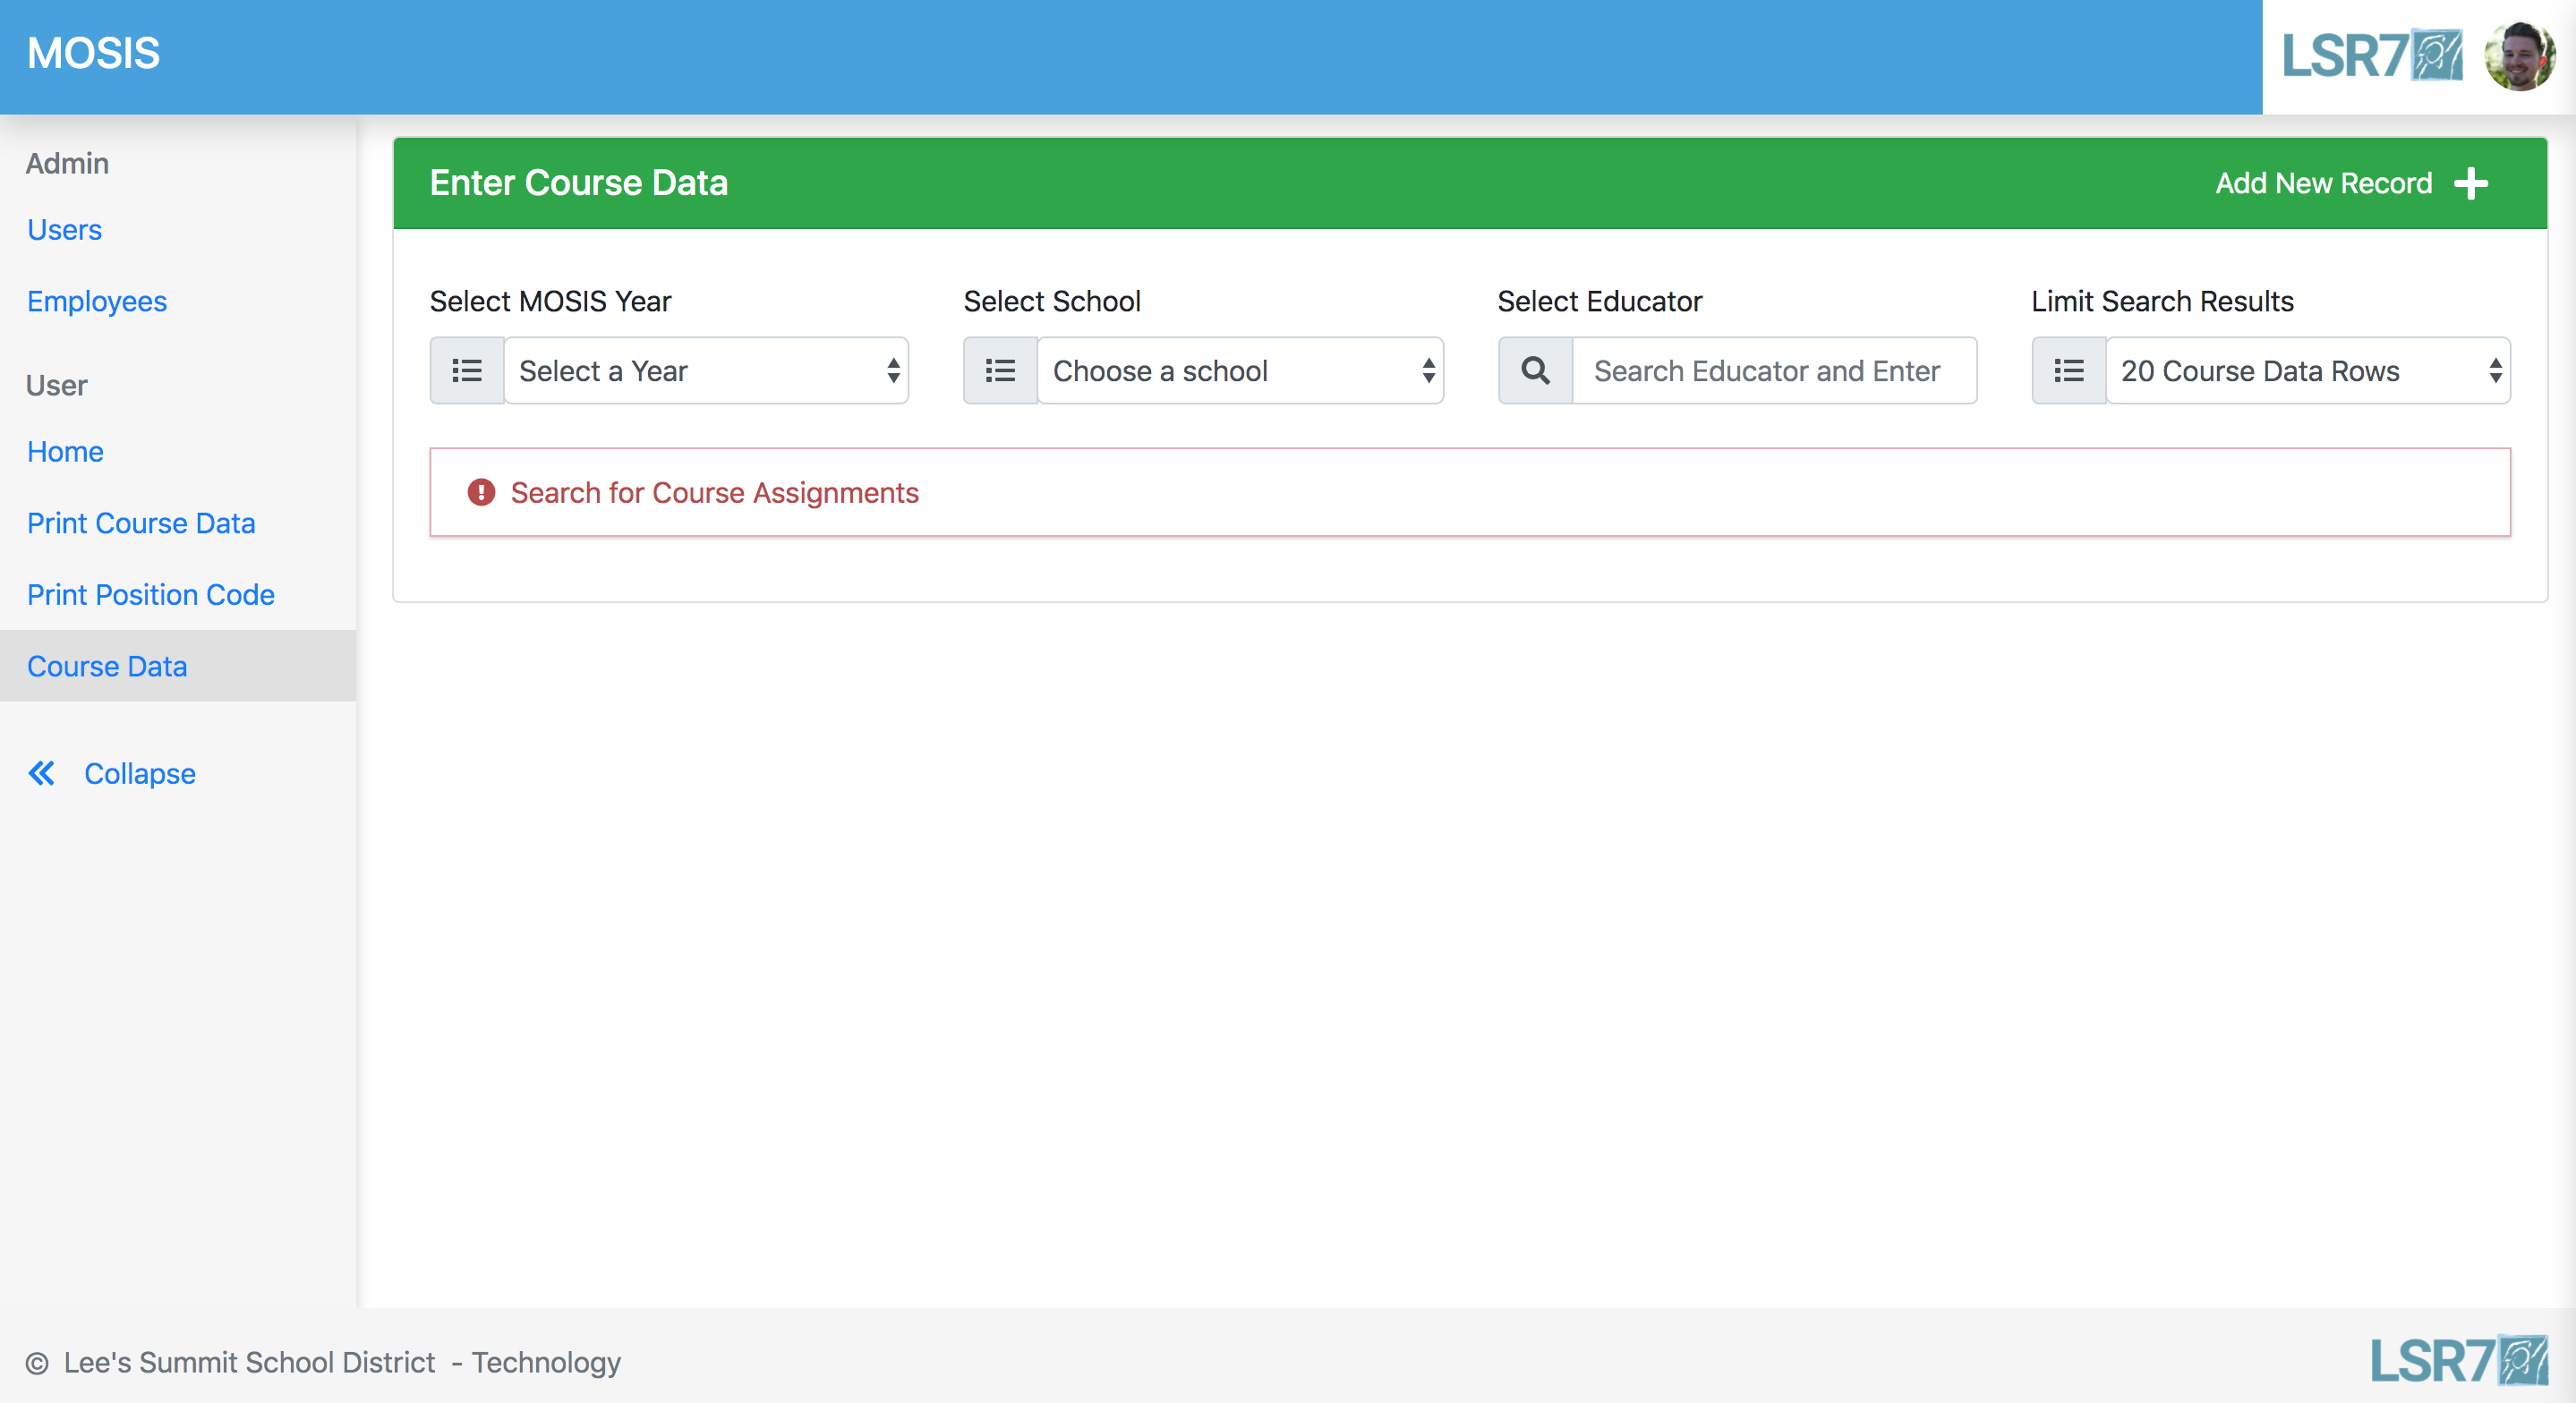 MOSIS
LSR7
Admin
Users
Employees
User
Home
Print Course Data
Print Position Code
Course Data
Collapse
Enter Course Data
Add New Record
Select MOSIS Year
Select School
Select Educator
Limit Search Results
Select a Year
Choose a school
Search Educator and Enter
20 Course Data Rows
Search for Course Assignments
© Lee's Summit School District - Technology
LSR7